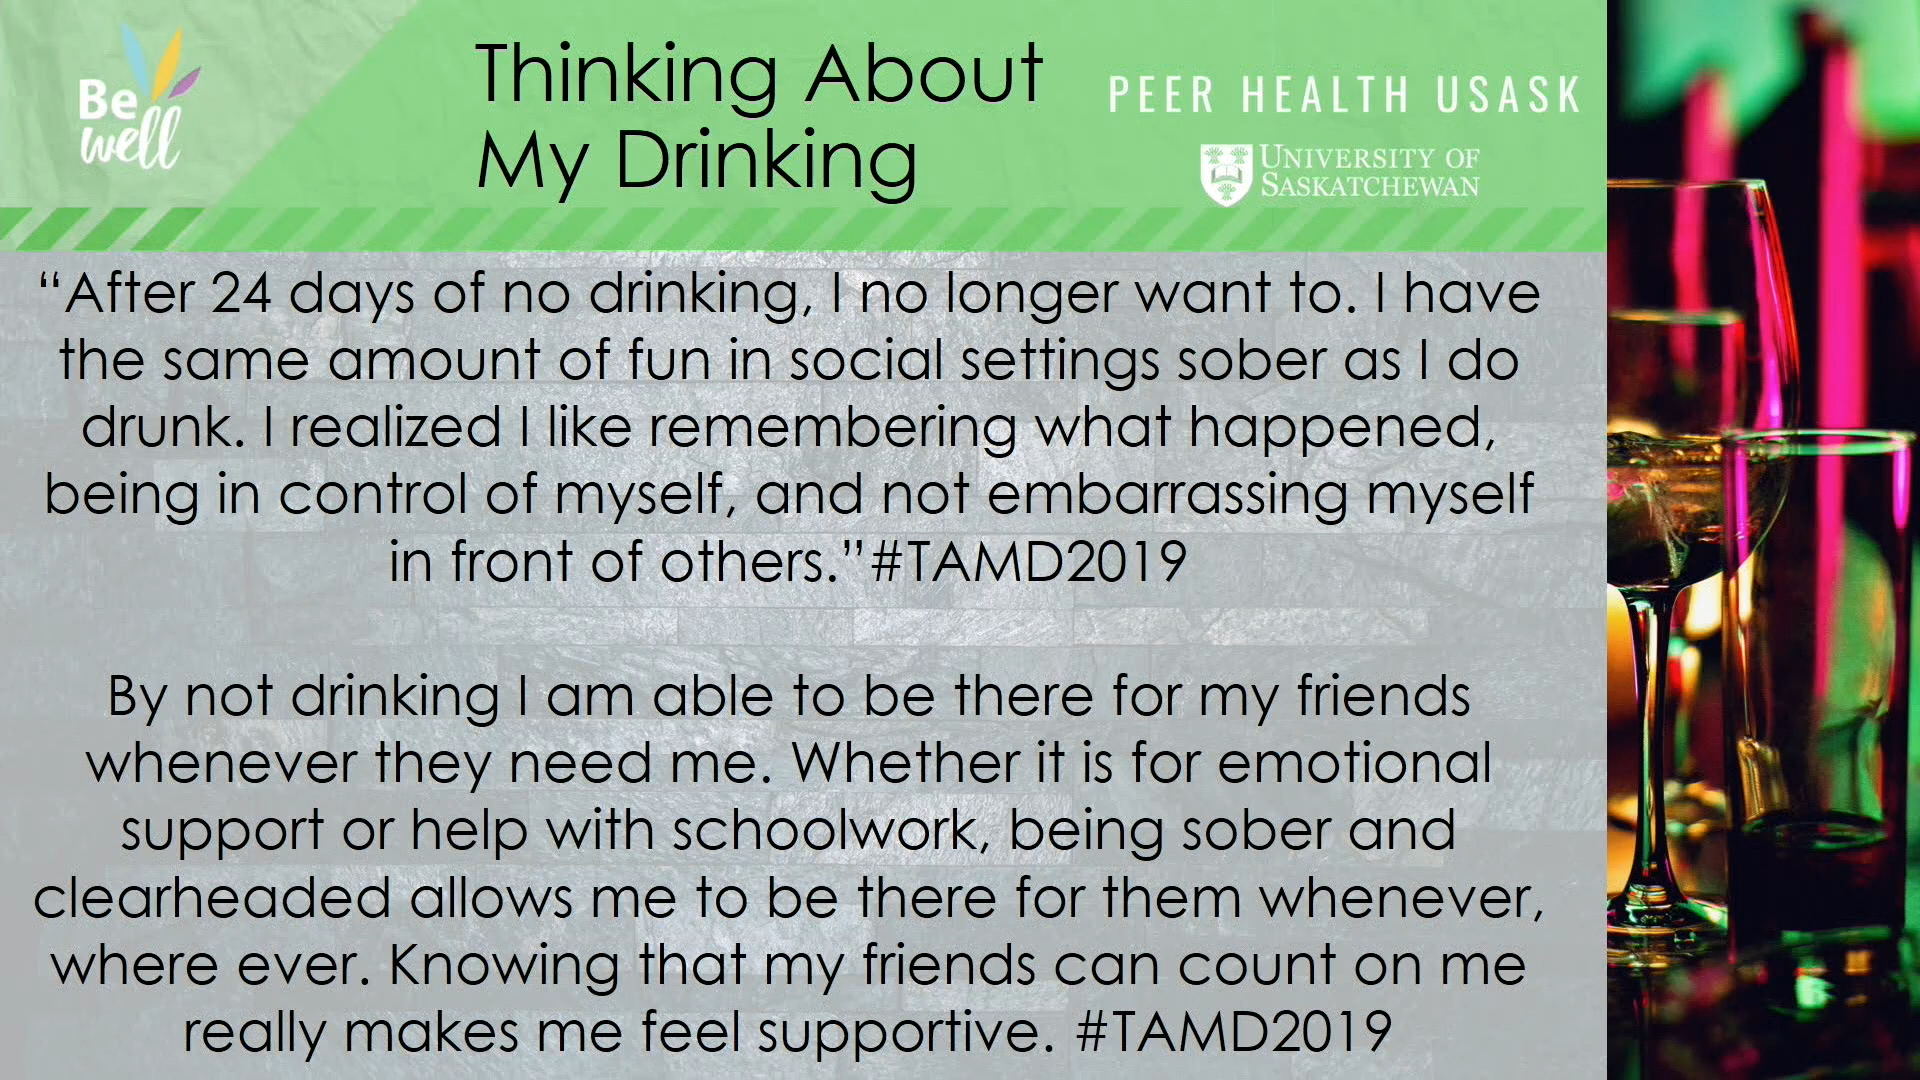 Be
well
Thinking About
My Drinking
PEER HEALTH USASK
UNIVERSITY OF
SASKATCHEWAN
“After 24 days of no drinking, I no longer want to. I have
the same amount of fun in social settings sober as I do
drunk. I realized I like remembering what happened,
being in control of myself, and not embarrassing myself
in front of others.”#TAMD2019
By not drinking I am able to be there for my friends
whenever they need me. Whether it is for emotional
support or help with schoolwork, being sober and
clearheaded allows me to be there for them whenever,
where ever. Knowing that my friends can count on me
really makes me feel supportive. #TAMD2019